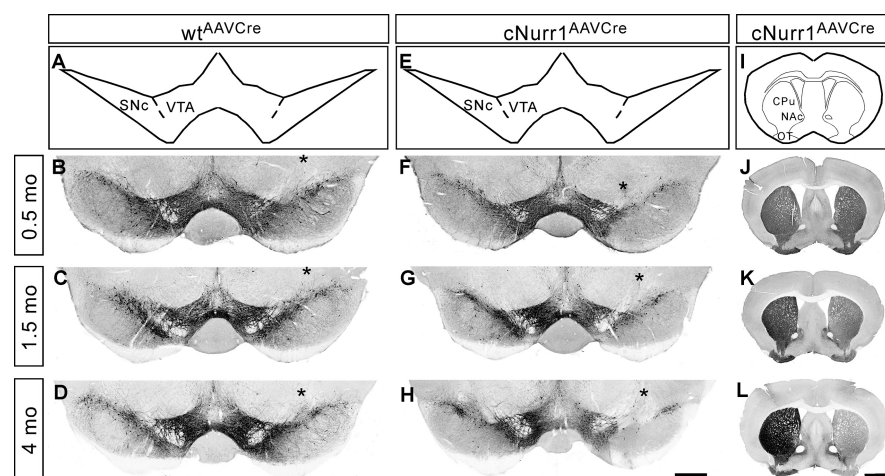 wtAAVCre
cNurr1AAVCre
cNurr1AAVCre
A
SNc
VTA
E
SNc
VTA
I
CPu
NAc
OT
0.5 mo
B
*
F
*
J
1.5 mo
C
*
G
*
K
4 mo
D
*
H
*
L